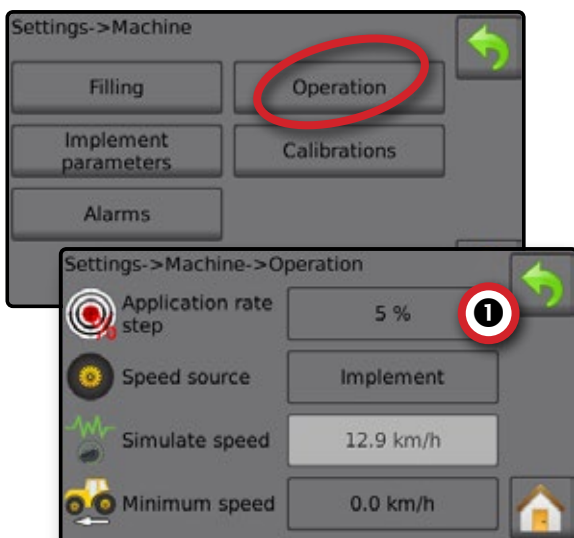 Settings->Machine
Filling
Operation
Implement
parameters
Calibrations
Alarms
Settings->Machine->Operation
Application rate
step
5 %
1
Speed source
Implement
Simulate speed
12.9 km/h
Minimum speed
0.0 km/h